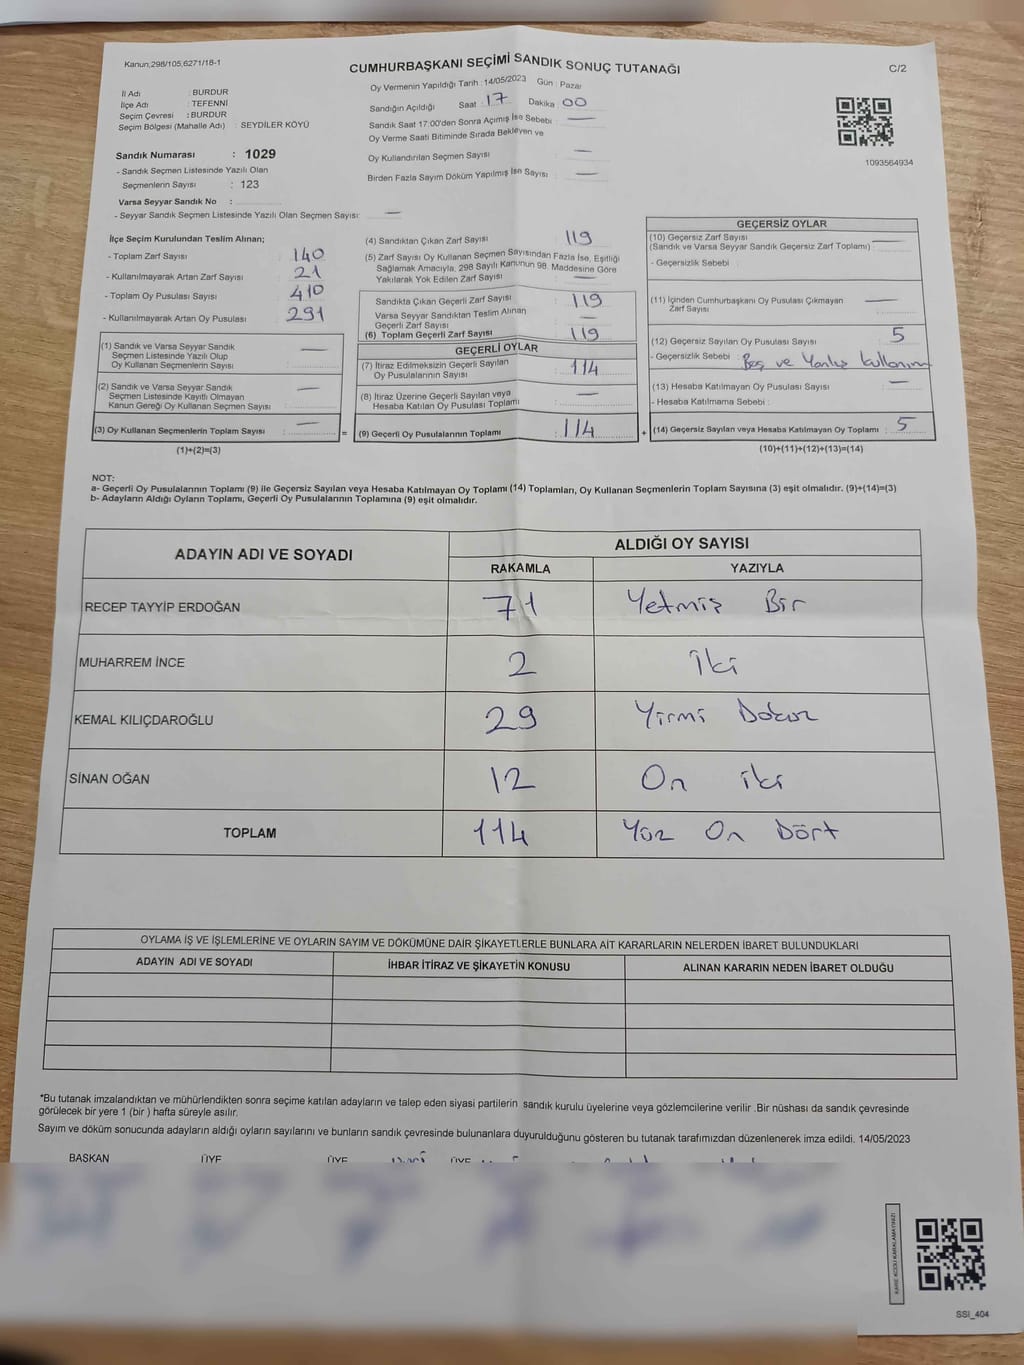 Kanun,298/105,6271/18-1
CUMHURBAŞKANI SEÇİMİ SANDIK SONUÇ TUTANAĞI
C/2
İl Adı : BURDUR
İlçe Adı : TEFENNİ
Seçim Çevresi : BURDUR
Seçim Bölgesi (Mahalle Adı) : SEYDİLER KÖYÜ
Oy Vermenin Yapıldığı Tarih : 14/05/2023 Gün : Pazar
Sandığın Açıldığı Saat 17 Dakika 00
Sandık Saat 17:00'den Sonra Açımış İse Sebebi : —
Oy Verme Saati Bitiminde Sırada Bekleyen ve
Oy Kullandırılan Seçmen Sayısı —
Birden Fazla Sayım Döküm Yapılmış İse Sayısı : —
1093564934
Sandık Numarası : 1029
- Sandık Seçmen Listesinde Yazılı Olan
Seçmenlerin Sayısı : 123
Varsa Seyyar Sandık No :
- Seyyar Sandık Seçmen Listesinde Yazılı Olan Seçmen Sayısı: —
İlçe Seçim Kurulundan Teslim Alınan;
- Toplam Zarf Sayısı : 140
- Kullanılmayarak Artan Zarf Sayısı : 21
- Toplam Oy Pusulası Sayısı : 410
- Kullanılmayarak Artan Oy Pusulası : 291
(1) Sandık ve Varsa Seyyar Sandık
Seçmen Listesinde Yazılı Olup
Oy Kullanan Seçmenlerin Sayısı : —
(2) Sandık ve Varsa Seyyar Sandık
Seçmen Listesinde Kayıtlı Olmayan
Kanun Gereği Oy Kullanan Seçmen Sayısı : —
(3) Oy Kullanan Seçmenlerin Toplam Sayısı : — =
(1)+(2)=(3)
(4) Sandıktan Çıkan Zarf Sayısı : 119
(5) Zarf Sayısı Oy Kullanan Seçmen Sayısından Fazla İse, Eşitliği
Sağlamak Amacıyla, 298 Sayılı Kanunun 98. Maddesine Göre
Yakılarak Yok Edilen Zarf Sayısı : —
Sandıkta Çıkan Geçerli Zarf Sayısı : 119
Varsa Seyyar Sandıktan Teslim Alınan
Geçerli Zarf Sayısı : —
(6) Toplam Geçerli Zarf Sayısı : 119
GEÇERLİ OYLAR
(7) İtiraz Edilmeksizin Geçerli Sayılan
Oy Pusulalarının Sayısı : 114
(8) İtiraz Üzerine Geçerli Sayılan veya
Hesaba Katılan Oy Pusulası Toplamı : —
(9) Geçerli Oy Pusulalarının Toplamı : 114 +
GEÇERSİZ OYLAR
(10) Geçersiz Zarf Sayısı
(Sandık ve Varsa Seyyar Sandık Geçersiz Zarf Toplamı) : —
- Geçersizlik Sebebi :
(11) İçinden Cumhurbaşkanı Oy Pusulası Çıkmayan
Zarf Sayısı : —
(12) Geçersiz Sayılan Oy Pusulası Sayısı : 5
- Geçersizlik Sebebi : Boş ve Yanlış kullanım
(13) Hesaba Katılmayan Oy Pusulası Sayısı : —
- Hesaba Katılmama Sebebi :
(14) Geçersiz Sayılan veya Hesaba Katılmayan Oy Toplamı : 5
(10)+(11)+(12)+(13)=(14)
NOT:
a- Geçerli Oy Pusulalarının Toplamı (9) ile Geçersiz Sayılan veya Hesaba Katılmayan Oy Toplamı (14) Toplamları, Oy Kullanan Seçmenlerin Toplam Sayısına (3) eşit olmalıdır. (9)+(14)=(3)
b- Adayların Aldığı Oyların Toplamı, Geçerli Oy Pusulalarının Toplamına (9) eşit olmalıdır.
ADAYIN ADI VE SOYADI
ALDIĞI OY SAYISI
RAKAMLA YAZIYLA
RECEP TAYYİP ERDOĞAN 71 Yetmiş Bir
MUHARREM İNCE 2 İki
KEMAL KILIÇDAROĞLU 29 Yirmi Dokuz
SİNAN OĞAN 12 On iki
TOPLAM 114 Yüz On Dört
OYLAMA İŞ VE İŞLEMLERİNE VE OYLARIN SAYIM VE DÖKÜMÜNE DAİR ŞİKAYETLERLE BUNLARA AİT KARARLARIN NELERDEN İBARET BULUNDUKLARI
ADAYIN ADI VE SOYADI İHBAR İTİRAZ VE ŞİKAYETİN KONUSU ALINAN KARARIN NEDEN İBARET OLDUĞU
*Bu tutanak imzalandıktan ve mühürlendikten sonra seçime katılan adayların ve talep eden siyasi partilerin sandık kurulu üyelerine veya gözlemcilerine verilir .Bir nüshası da sandık çevresinde
görülecek bir yere 1 (bir ) hafta süreyle asılır.
Sayım ve döküm sonucunda adayların aldığı oyların sayılarını ve bunların sandık çevresinde bulunanlara duyurulduğunu gösteren bu tutanak tarafımızdan düzenlenerek imza edildi. 14/05/2023
BAŞKAN ÜYE ÜYE ÜYE
KARE KODU KARALAMAYINIZ!
SSI_404